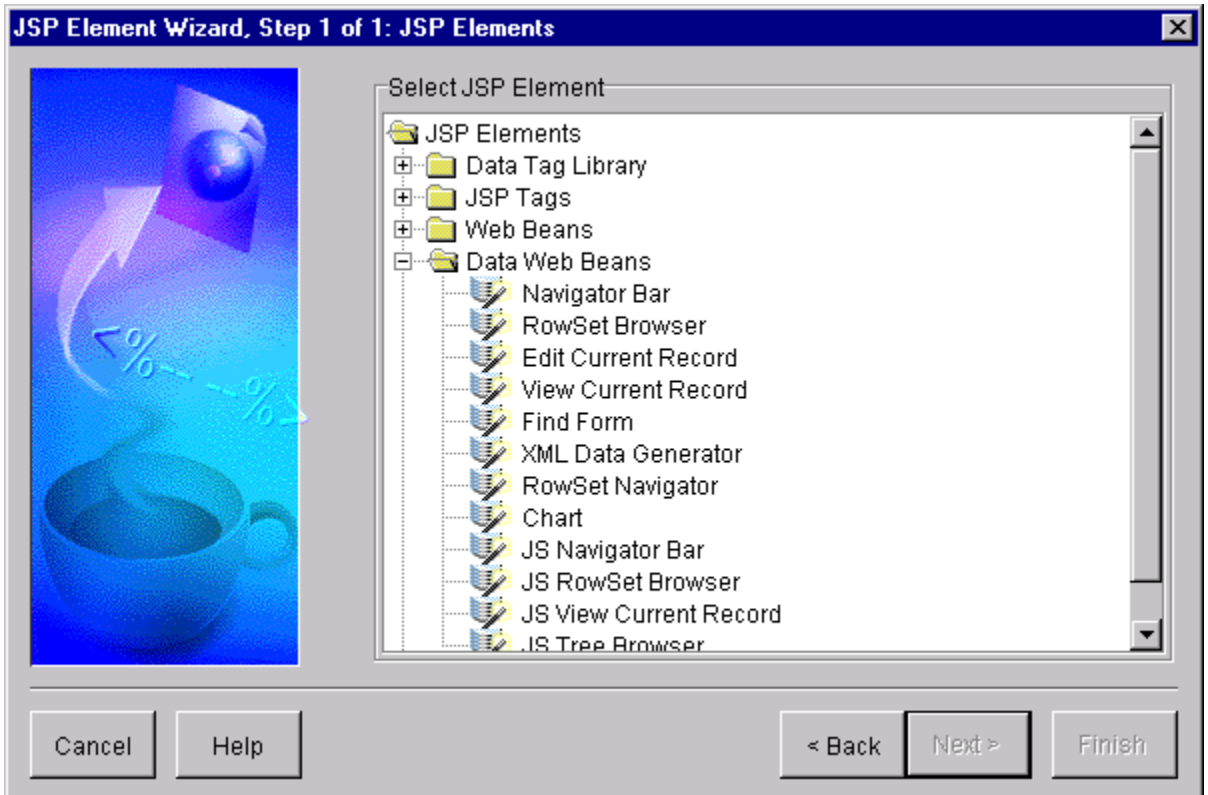 JSP Element Wizard, Step 1 of 1: JSP Elements
Select JSP Element
JSP Elements
Data Tag Library
JSP Tags
Web Beans
Data Web Beans
Navigator Bar
RowSet Browser
Edit Current Record
View Current Record
Find Form
XML Data Generator
RowSet Navigator
Chart
JS Navigator Bar
JS RowSet Browser
JS View Current Record
JS Tree Browser
<%-- --%>
Cancel
Help
< Back
Next >
Finish